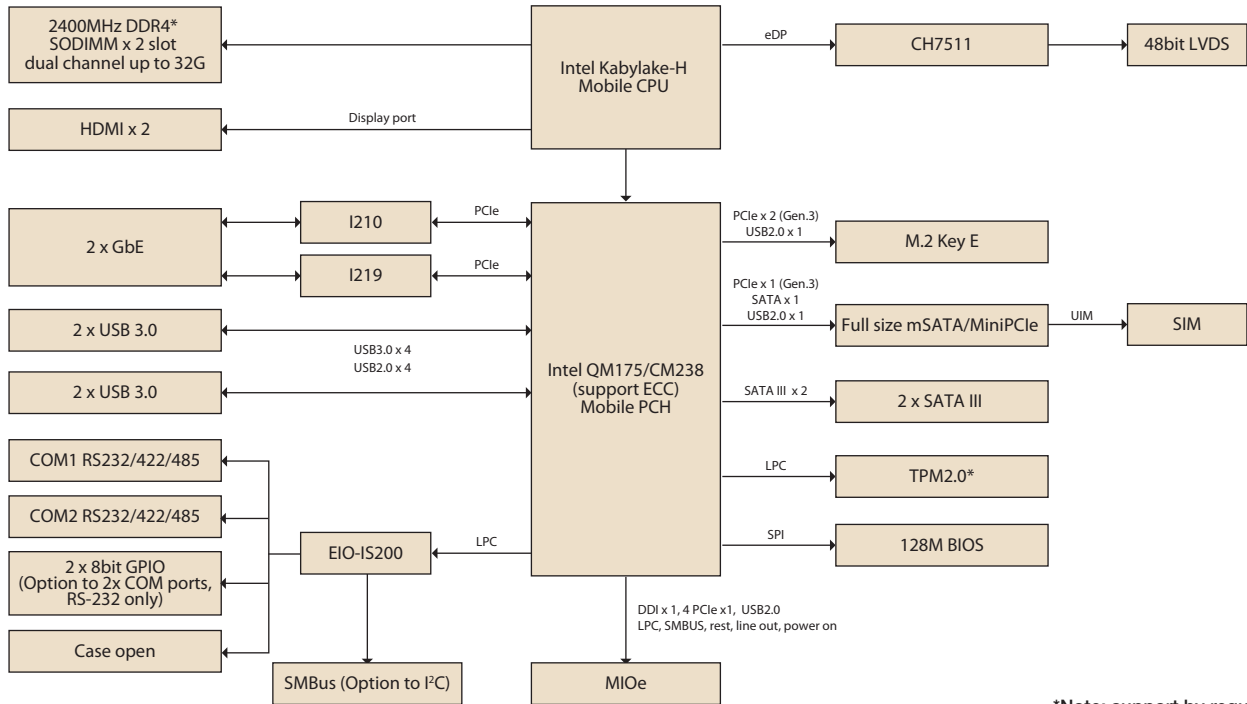 2400MHz DDR4*
SODIMM x 2 slot
dual channel up to 32G
Intel Kabylake-H
Mobile CPU
eDP
CH7511
48bit LVDS
HDMI x 2
Display port
2 x GbE
I210
PCIe
I219
PCIe
PCIe x 2 (Gen.3)
USB2.0 x 1
M.2 Key E
PCIe x 1 (Gen.3)
SATA x 1
USB2.0 x 1
Full size mSATA/MiniPCIe
UIM
SIM
2 x USB 3.0
USB3.0 x 4
USB2.0 x 4
2 x USB 3.0
Intel QM175/CM238
(support ECC)
Mobile PCH
SATA III x 2
2 x SATA III
COM1 RS232/422/485
LPC
TPM2.0*
COM2 RS232/422/485
EIO-IS200
LPC
SPI
128M BIOS
2 x 8bit GPIO
(Option to 2x COM ports,
RS-232 only)
Case open
DDI x 1, 4 PCIe x1, USB2.0
LPC, SMBUS, rest, line out, power on
SMBus (Option to I²C)
MIOe
*Note: support by